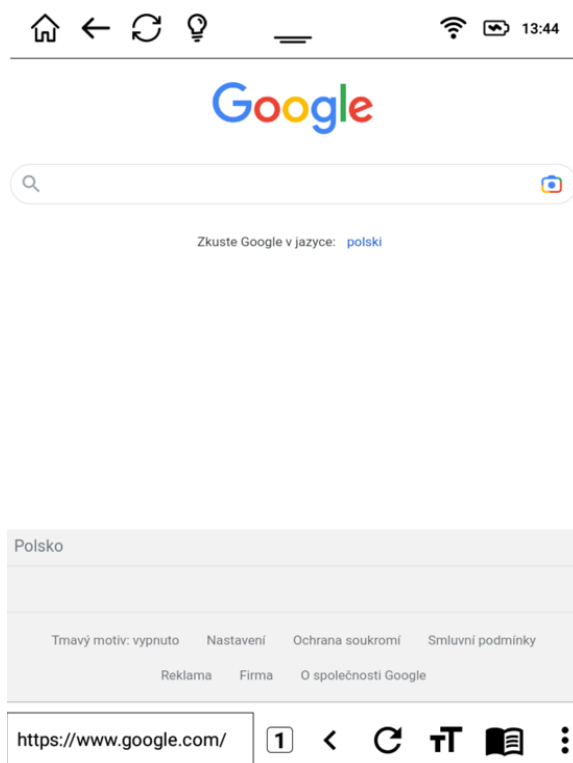 13:44
Google
Zkuste Google v jazyce: polski
Polsko
Tmavý motiv: vypnuto Nastavení Ochrana soukromí Smluvní podmínky
Reklama Firma O společnosti Google
https://www.google.com/ 1 TT